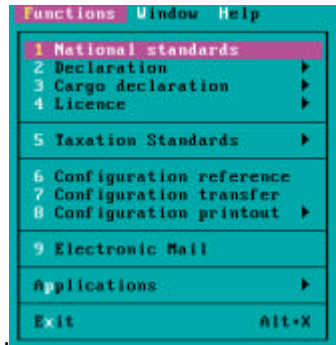 Functions Window Help
1 National standards
2 Declaration
3 Cargo declaration
4 Licence
5 Taxation Standards
6 Configuration reference
7 Configuration transfer
8 Configuration printout
9 Electronic Mail
Applications
Exit Alt+X